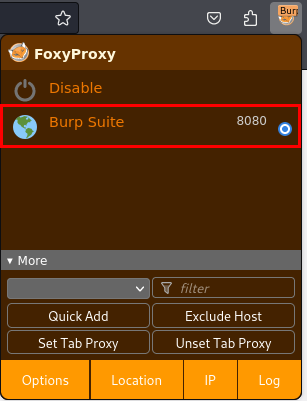 Bur
FoxyProxy
Disable
Burp Suite 8080
More
filter
Quick Add Exclude Host
Set Tab Proxy Unset Tab Proxy
Options Location IP Log